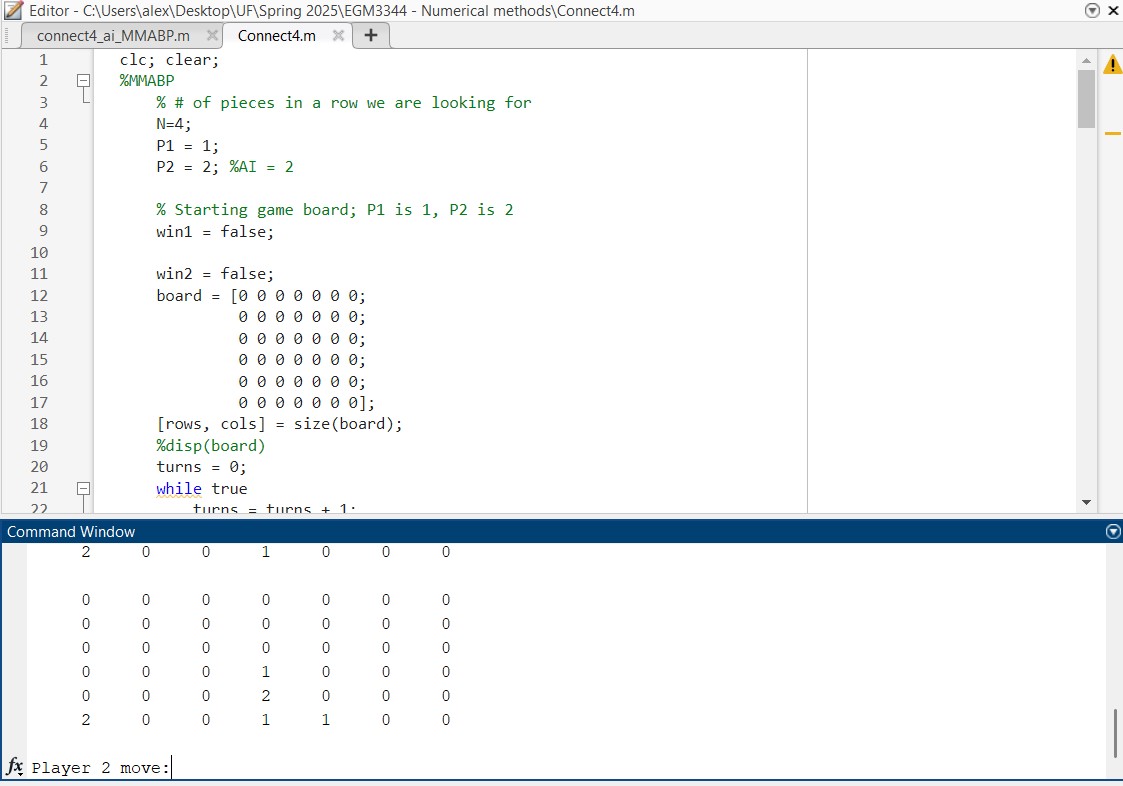 Editor - C:\Users\alex\Desktop\UF\Spring 2025\EGM3344 - Numerical methods\Connect4.m
connect4_ai_MMABP.m Connect4.m
1 clc; clear;
2 %MMABP
3 % # of pieces in a row we are looking for
4 N=4;
5 P1 = 1;
6 P2 = 2; %AI = 2
7
8 % Starting game board; P1 is 1, P2 is 2
9 win1 = false;
10
11 win2 = false;
12 board = [0 0 0 0 0 0 0;
13 0 0 0 0 0 0 0;
14 0 0 0 0 0 0 0;
15 0 0 0 0 0 0 0;
16 0 0 0 0 0 0 0;
17 0 0 0 0 0 0 0];
18 [rows, cols] = size(board);
19 %disp(board)
20 turns = 0;
21 while true
22 turns = turns + 1;
Command Window
2 0 0 1 0 0 0
0 0 0 0 0 0 0
0 0 0 0 0 0 0
0 0 0 0 0 0 0
0 0 0 1 0 0 0
0 0 0 2 0 0 0
2 0 0 1 1 0 0
fx Player 2 move: